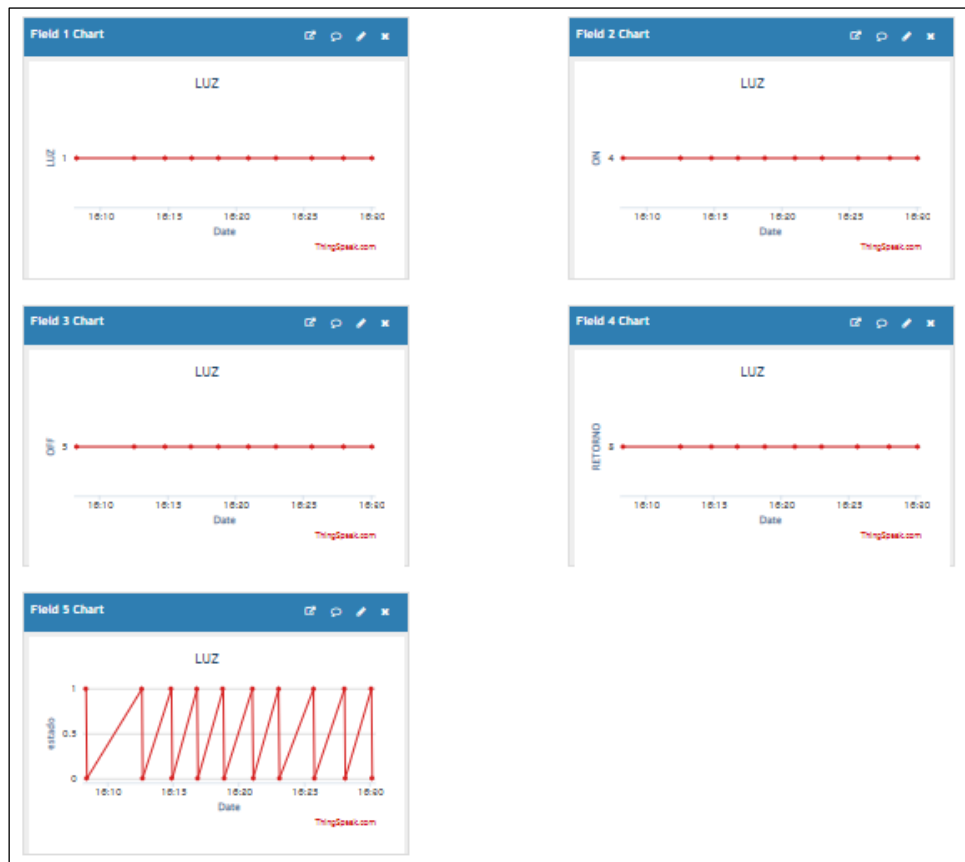 Field 1 Chart
LUZ
LUZ
1
16:10 16:15 16:20 16:25 16:30
Date
ThingSpeak.com
Field 2 Chart
LUZ
ON
4
16:10 16:15 16:20 16:25 16:30
Date
ThingSpeak.com
Field 3 Chart
LUZ
OFF
5
16:10 16:15 16:20 16:25 16:30
Date
ThingSpeak.com
Field 4 Chart
LUZ
RETORNO
16:10 16:15 16:20 16:25 16:30
Date
ThingSpeak.com
Field 5 Chart
LUZ
estado
1
0.5
0
16:10 16:15 16:20 16:25 16:30
Date
ThingSpeak.com